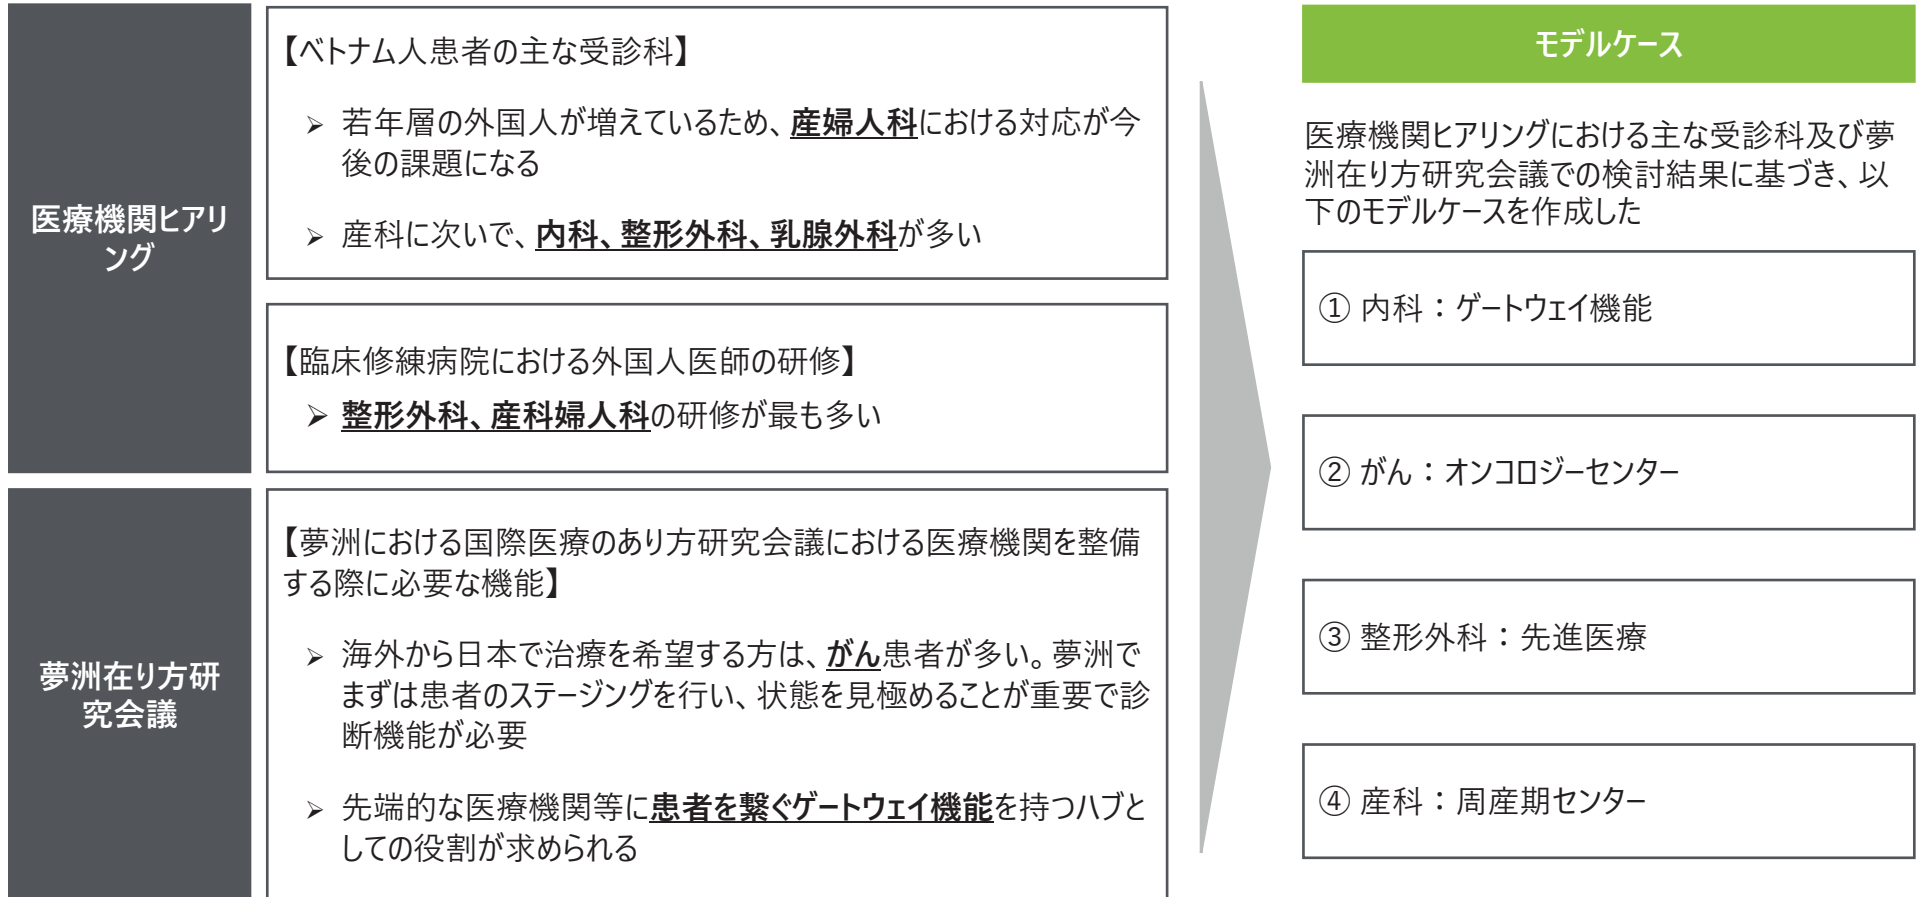 医療機関ヒアリ
ング
【ベトナム人患者の主な受診科】
➢ 若年層の外国人が増えているため、産婦人科における対応が今
後の課題になる
➢ 産科に次いで、内科、整形外科、乳腺外科が多い
【臨床修練病院における外国人医師の研修】
➢ 整形外科、産科婦人科の研修が最も多い
夢洲在り方研
究会議
【夢洲における国際医療のあり方研究会議における医療機関を整備
する際に必要な機能】
➢ 海外から日本で治療を希望する方は、がん患者が多い。夢洲で
まずは患者のステージングを行い、状態を見極めることが重要で診
断機能が必要
➢ 先端的な医療機関等に患者を繋ぐゲートウェイ機能を持つハブと
しての役割が求められる
モデルケース
医療機関ヒアリングにおける主な受診科及び夢
洲在り方研究会議での検討結果に基づき、以
下のモデルケースを作成した
① 内科：ゲートウェイ機能
② がん：オンコロジーセンター
③ 整形外科：先進医療
④ 産科：周産期センター